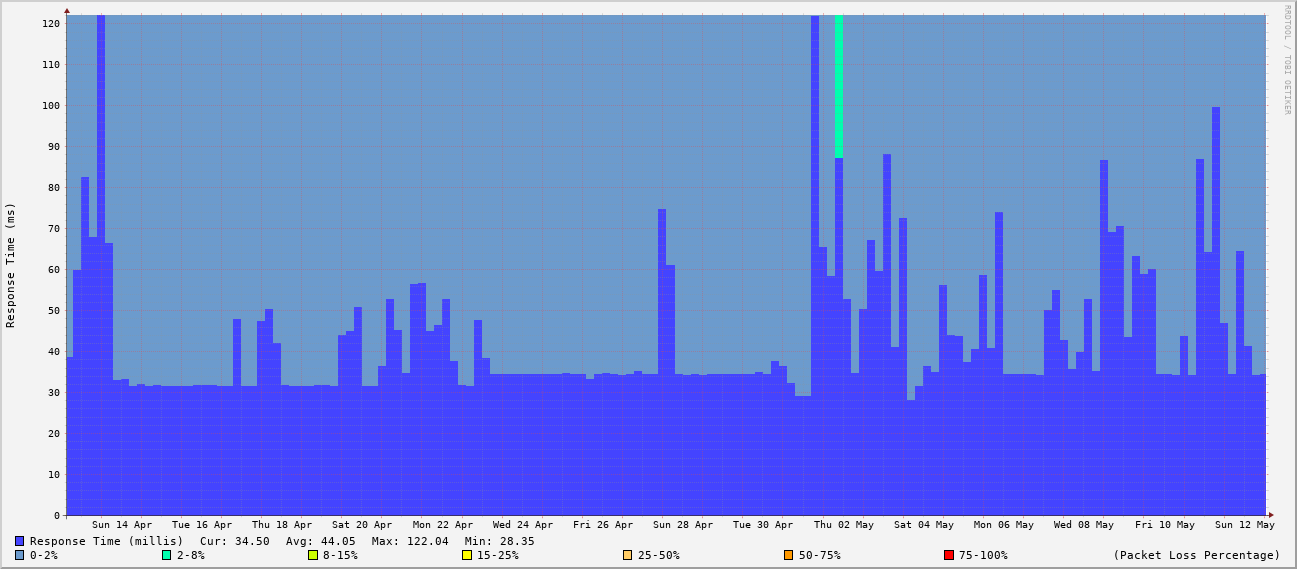 RRDTOOL / TOBI OETIKER
Response Time (ms)
120
110
100
90
80
70
60
50
40
30
20
10
0
Sun 14 Apr Tue 16 Apr Thu 18 Apr Sat 20 Apr Mon 22 Apr Wed 24 Apr Fri 26 Apr Sun 28 Apr Tue 30 Apr Thu 02 May Sat 04 May Mon 06 May Wed 08 May Fri 10 May Sun 12 May
Response Time (millis) Cur: 34.50 Avg: 44.05 Max: 122.04 Min: 28.35
0-2% 2-8% 8-15% 15-25% 25-50% 50-75% 75-100% (Packet Loss Percentage)